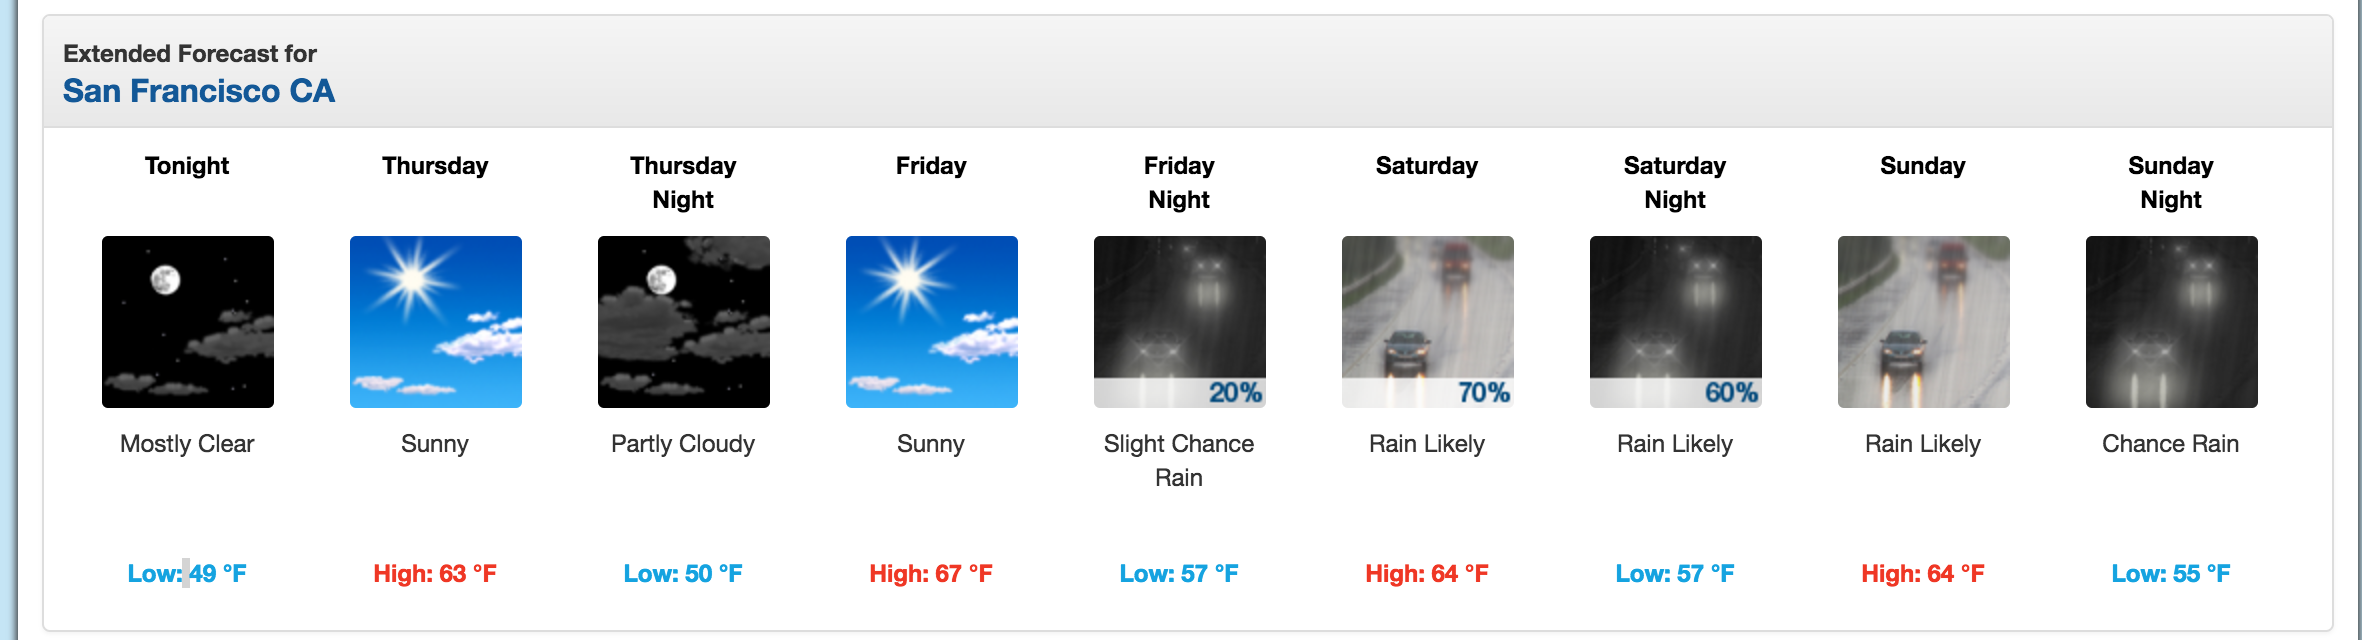 Extended Forecast for
San Francisco CA
Tonight
Mostly Clear
Low: 49 °F
Thursday
Sunny
High: 63 °F
Thursday
Night
Partly Cloudy
Low: 50 °F
Friday
Sunny
High: 67 °F
Friday
Night
20%
Slight Chance
Rain
Low: 57 °F
Saturday
70%
Rain Likely
High: 64 °F
Saturday
Night
60%
Rain Likely
Low: 57 °F
Sunday
Rain Likely
High: 64 °F
Sunday
Night
Chance Rain
Low: 55 °F